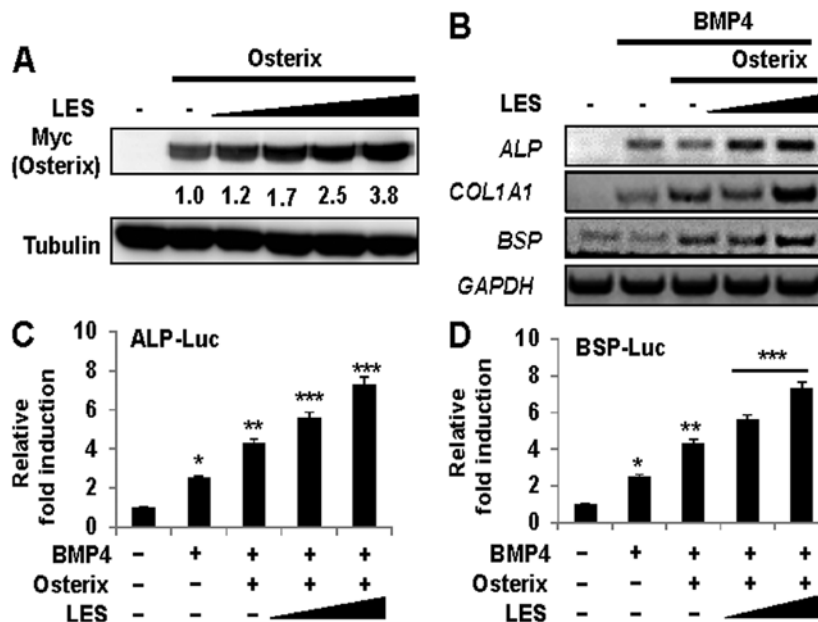 A
Osterix
LES - -
Myc
(Osterix)
1.0 1.2 1.7 2.5 3.8
Tubulin
B
BMP4
Osterix
LES - - -
ALP
COL1A1
BSP
GAPDH
C
ALP-Luc
Relative
fold induction
10
8
6
4
2
0
* ** *** ***
BMP4 - + + + +
Osterix - - + + +
LES
D
BSP-Luc
Relative
fold induction
10
8
6
4
2
0
* ** ***
BMP4 - + + + +
Osterix - - + + +
LES